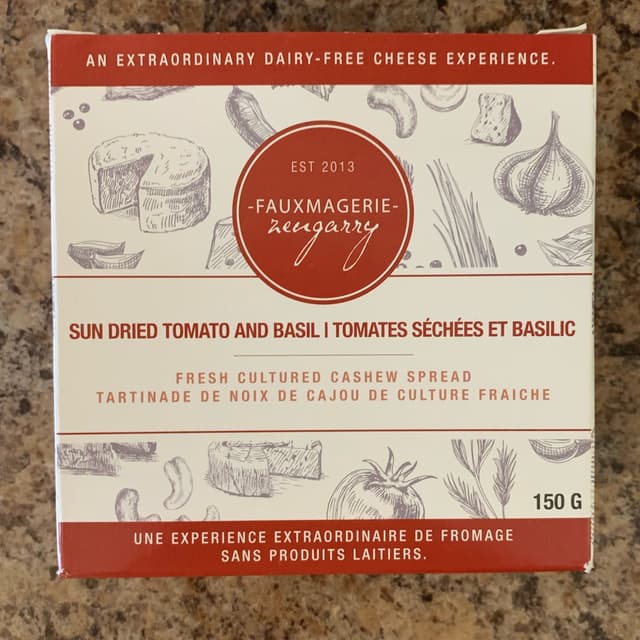 AN EXTRAORDINARY DAIRY-FREE CHEESE EXPERIENCE.
EST 2013
-FAUXMAGERIE-
zengarry
SUN DRIED TOMATO AND BASIL | TOMATES SÉCHÉES ET BASILIC
FRESH CULTURED CASHEW SPREAD
TARTINADE DE NOIX DE CAJOU DE CULTURE FRAICHE
150 G
UNE EXPERIENCE EXTRAORDINAIRE DE FROMAGE
SANS PRODUITS LAITIERS.